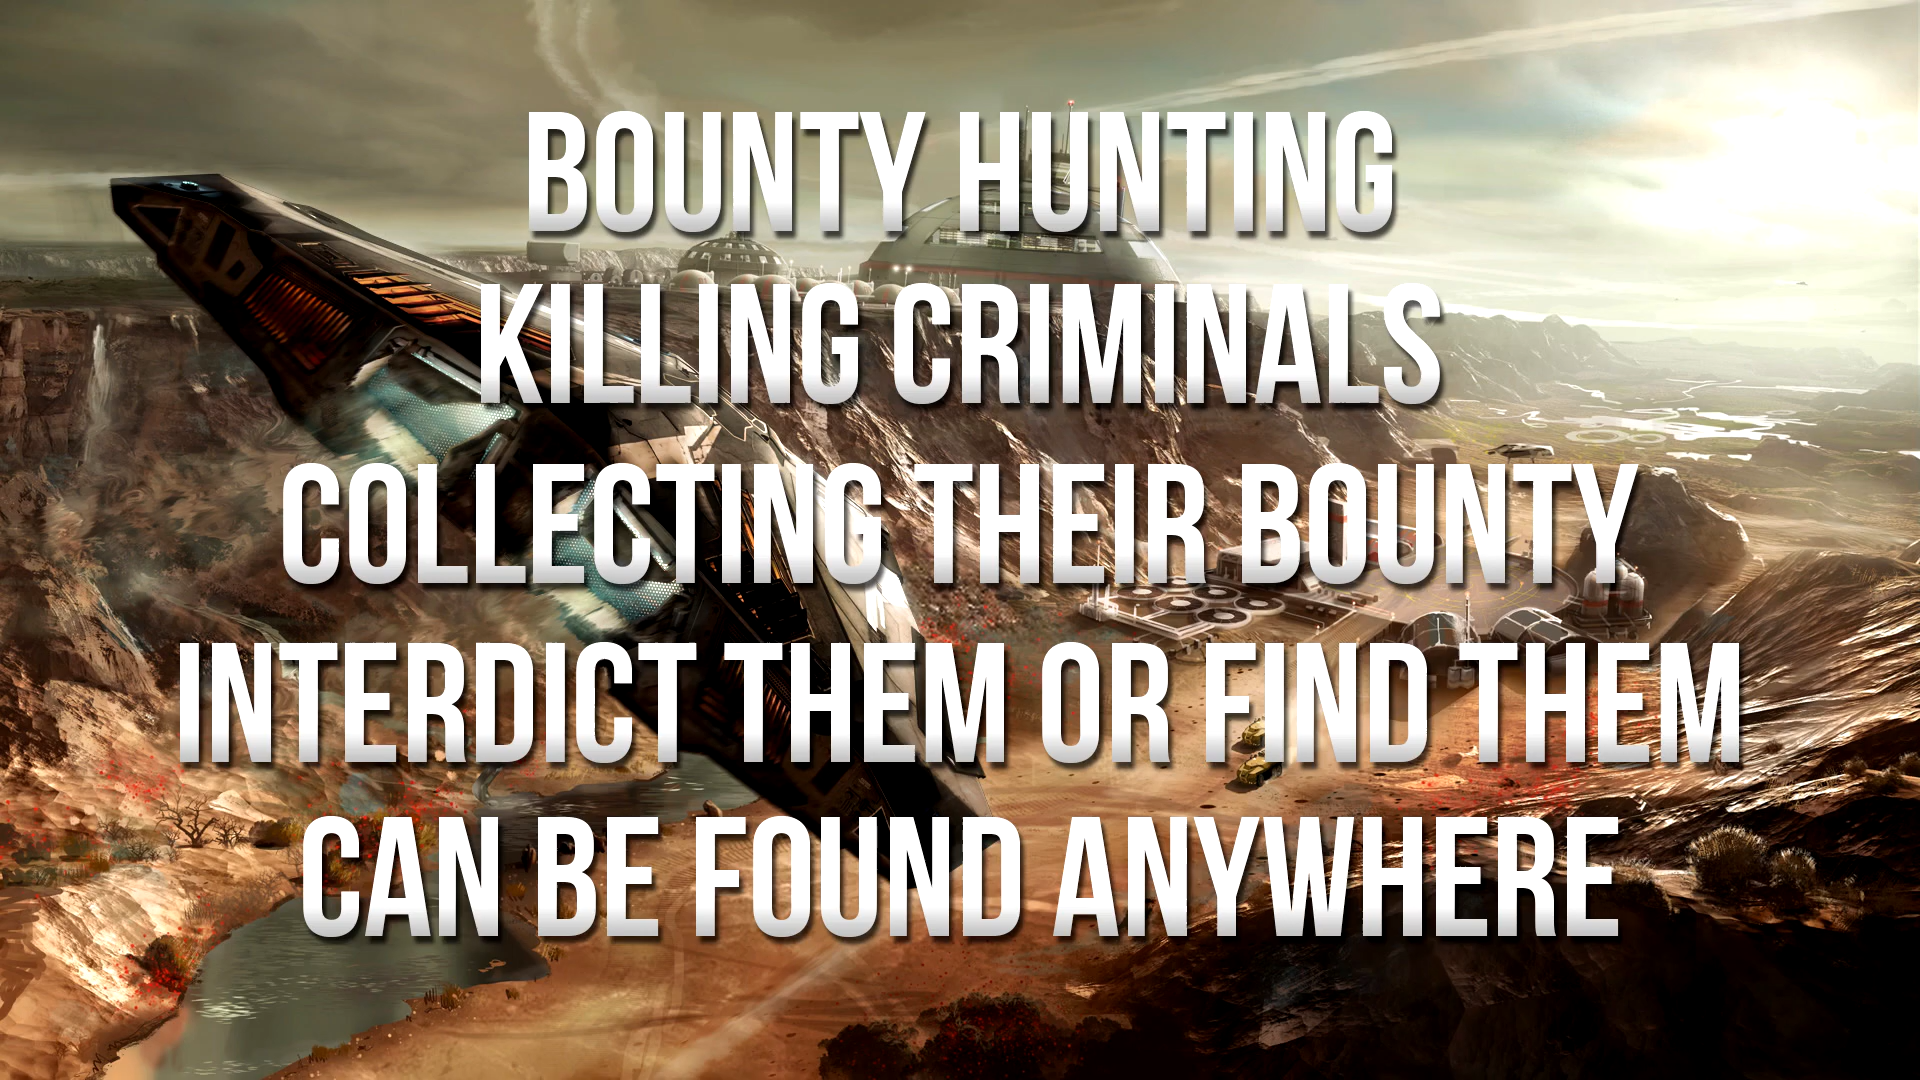 BOUNTY HUNTING
KILLING CRIMINALS
COLLECTING THEIR BOUNTY
INTERDICT THEM OR FIND THEM
CAN BE FOUND ANYWHERE